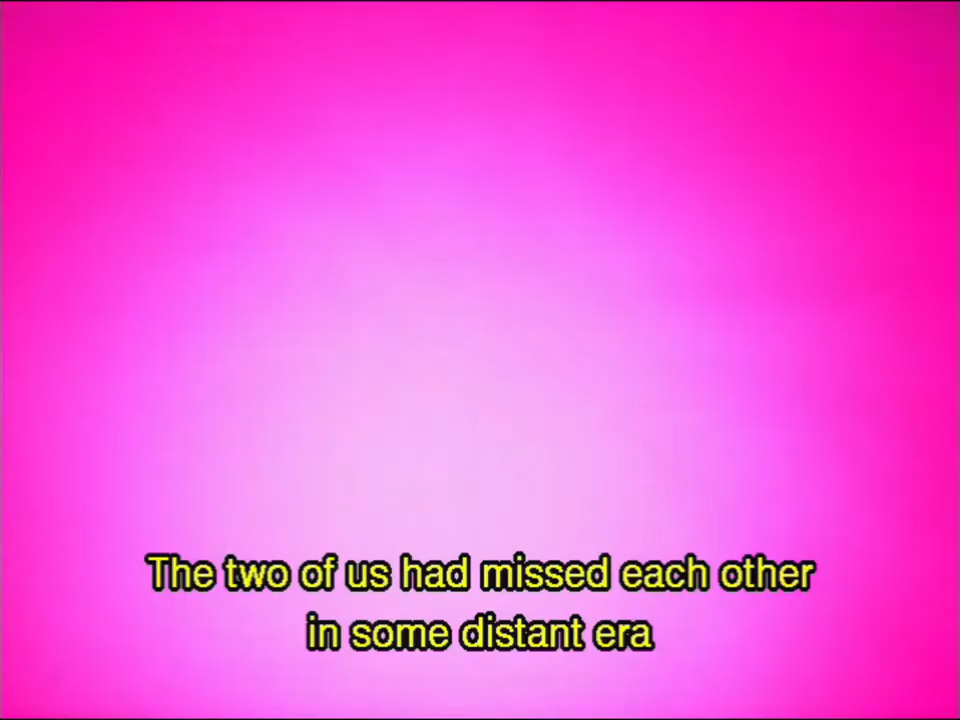 The two of us had missed each other
in some distant era